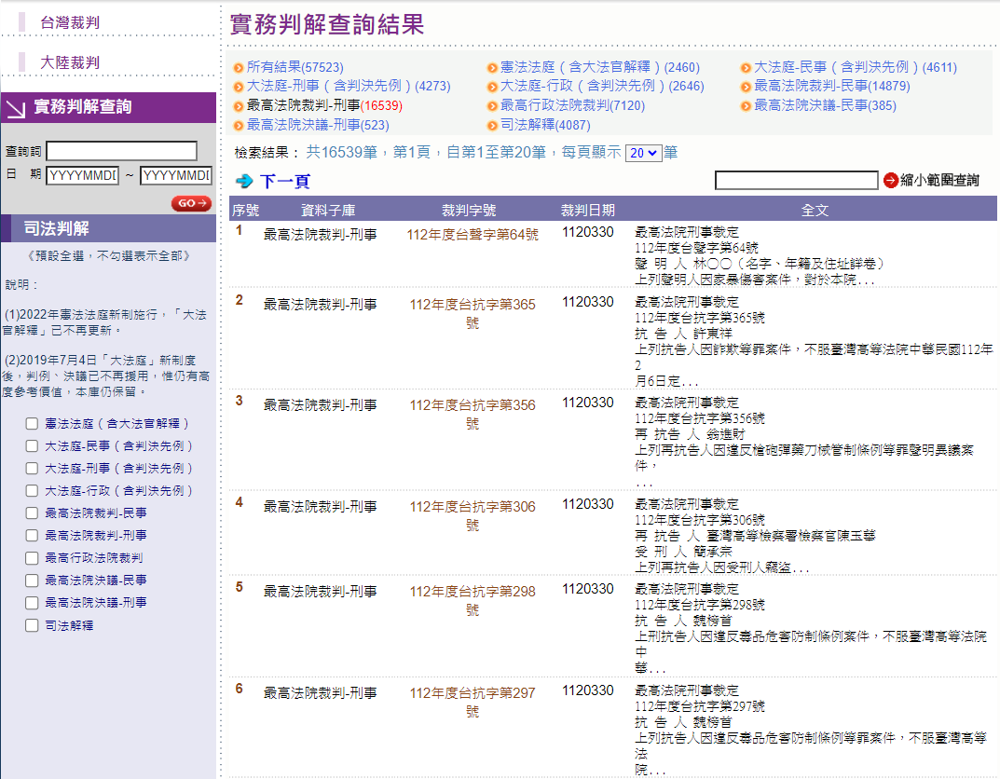 台灣裁判
大陸裁判
實務判解查詢
查詢詞
日 期 YYYYMMD ~ YYYYMMD
GO
司法判解
《預設全選，不勾選表示全部》
說明：
(1)2022年憲法法庭新制施行，「大法
官解釋」已不再更新。
(2)2019年7月4日「大法庭」新制度
後，判例、決議已不再援用，惟仍有高
度參考價值，本庫仍保留。
憲法法庭（含大法官解釋）
大法庭-民事（含判決先例）
大法庭-刑事（含判決先例）
大法庭-行政（含判決先例）
最高法院裁判-民事
最高法院裁判-刑事
最高行政法院裁判
最高法院決議-民事
最高法院決議-刑事
司法解釋
實務判解查詢結果
所有結果(57523) 憲法法庭（含大法官解釋）(2460) 大法庭-民事（含判決先例）(4611)
大法庭-刑事（含判決先例）(4273) 大法庭-行政（含判決先例）(2646) 最高法院裁判-民事(14879)
最高法院裁判-刑事(16539) 最高行政法院裁判(7120) 最高法院決議-民事(385)
最高法院決議-刑事(523) 司法解釋(4087)
檢索結果： 共16539筆，第1頁，自第1至第20筆，每頁顯示 20 筆
下一頁 縮小範圍查詢
序號 資料子庫 裁判字號 裁判日期 全文
1 最高法院裁判-刑事 112年度台聲字第64號 1120330 最高法院刑事裁定
112年度台聲字第64號
聲 明 人 林○○（名字、年籍及住址詳卷）
上列聲明人因家暴傷害案件，對於本院...
2 最高法院裁判-刑事 112年度台抗字第365
號 1120330 最高法院刑事裁定
112年度台抗字第365號
抗 告 人 許東祥
上列抗告人因詐欺等罪案件，不服臺灣高等法院中華民國112年
2
月6日定...
3 最高法院裁判-刑事 112年度台抗字第356
號 1120330 最高法院刑事裁定
112年度台抗字第356號
再 抗告 人 翁進財
上列再抗告人因違反槍砲彈藥刀械管制條例等罪聲明異議案
件，
...
4 最高法院裁判-刑事 112年度台抗字第306
號 1120330 最高法院刑事裁定
112年度台抗字第306號
再 抗告 人 臺灣高等檢察署檢察官陳玉華
受 刑 人 簡承宗
上列再抗告人因受刑人竊盜...
5 最高法院裁判-刑事 112年度台抗字第298
號 1120330 最高法院刑事裁定
112年度台抗字第298號
抗 告 人 魏榜首
上刑抗告人因違反毒品危害防制條例案件，不服臺灣高等法院
中
華...
6 最高法院裁判-刑事 112年度台抗字第297
號 1120330 最高法院刑事裁定
112年度台抗字第297號
抗 告 人 魏榜首
上列抗告人因違反毒品危害防制條例等罪案件，不服臺灣高等
法
院...